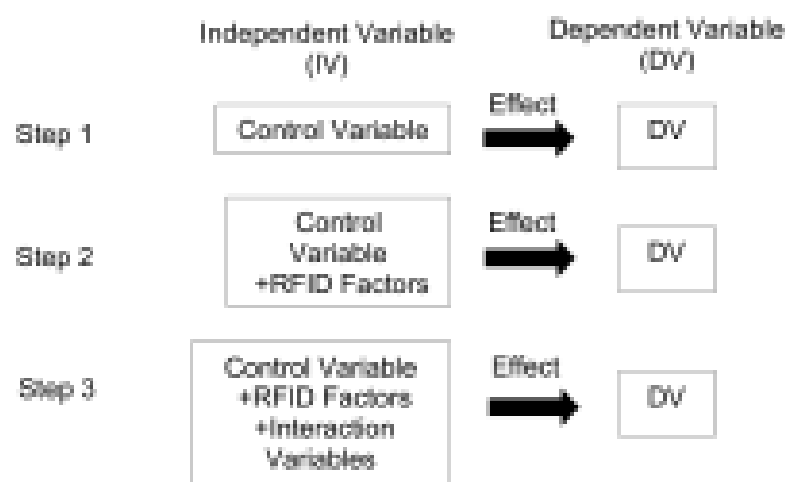 Independent Variable
(IV)
Dependent Variable
(DV)
Step 1
Control Variable
Effect
DV
Step 2
Control
Variable
+RFID Factors
Effect
DV
Step 3
Control Variable
+RFID Factors
+Interaction
Variables
Effect
DV